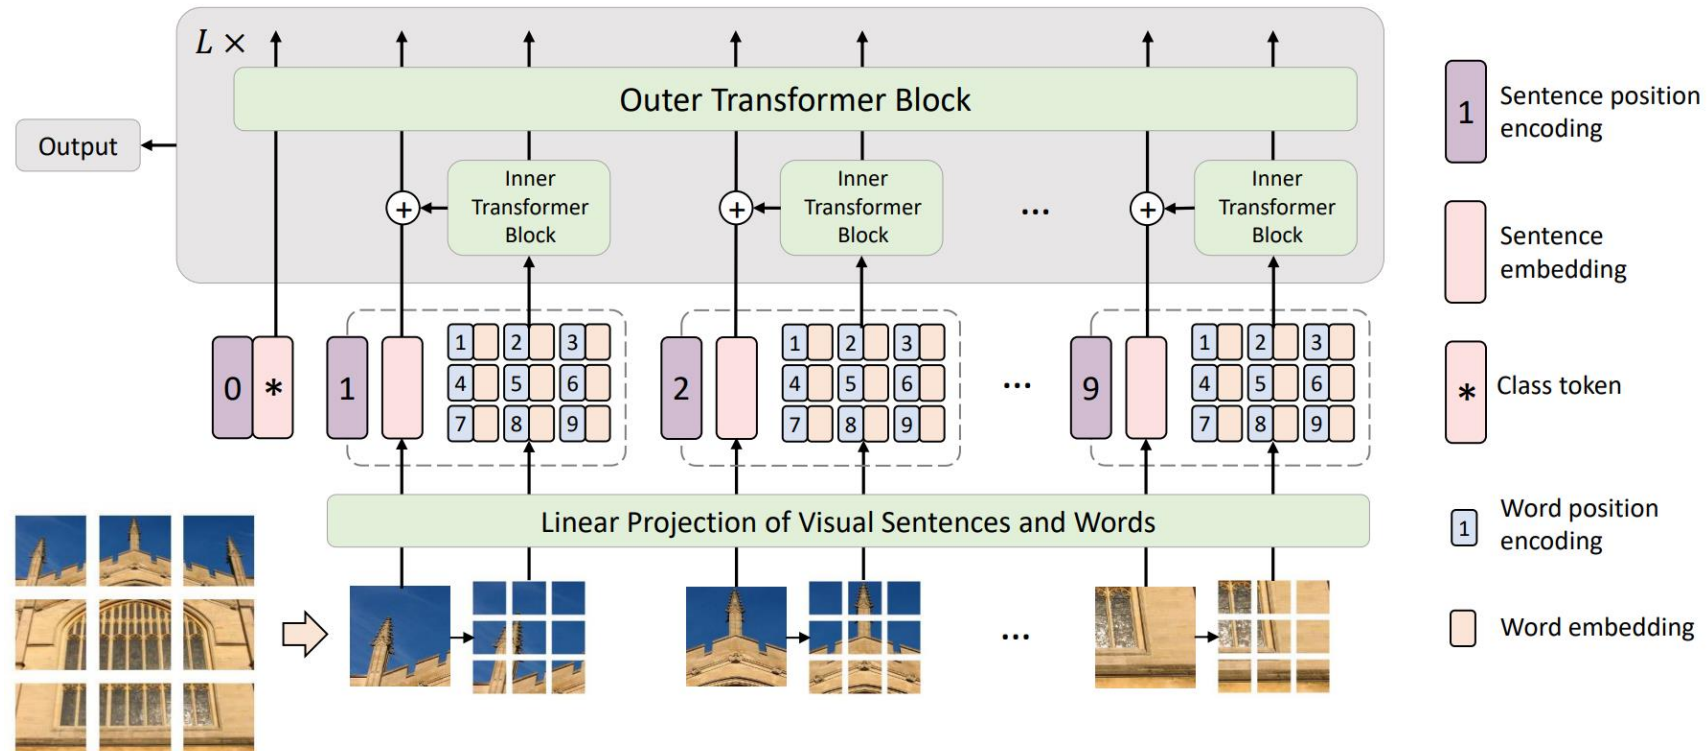 L ×
Outer Transformer Block
Output
Inner
Transformer
Block
Inner
Transformer
Block
...
Inner
Transformer
Block
+
+
+
0 *
1
1 2 3
4 5 6
7 8 9
2
1 2 3
4 5 6
7 8 9
...
9
1 2 3
4 5 6
7 8 9
Linear Projection of Visual Sentences and Words
...
1
Sentence position
encoding
Sentence
embedding
*
Class token
1
Word position
encoding
Word embedding